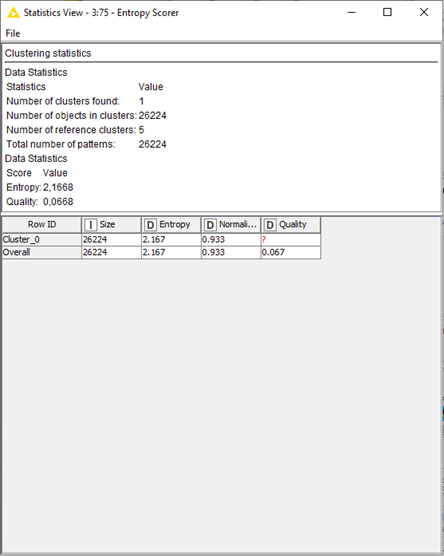 Statistics View - 3:75 - Entropy Scorer
File
Clustering statistics
Data Statistics
Statistics Value
Number of clusters found: 1
Number of objects in clusters: 26224
Number of reference clusters: 5
Total number of patterns: 26224
Data Statistics
Score Value
Entropy: 2,1668
Quality: 0,0668
Row ID I Size D Entropy D Normali... D Quality
Cluster_0 26224 2.167 0.933 ?
Overall 26224 2.167 0.933 0.067